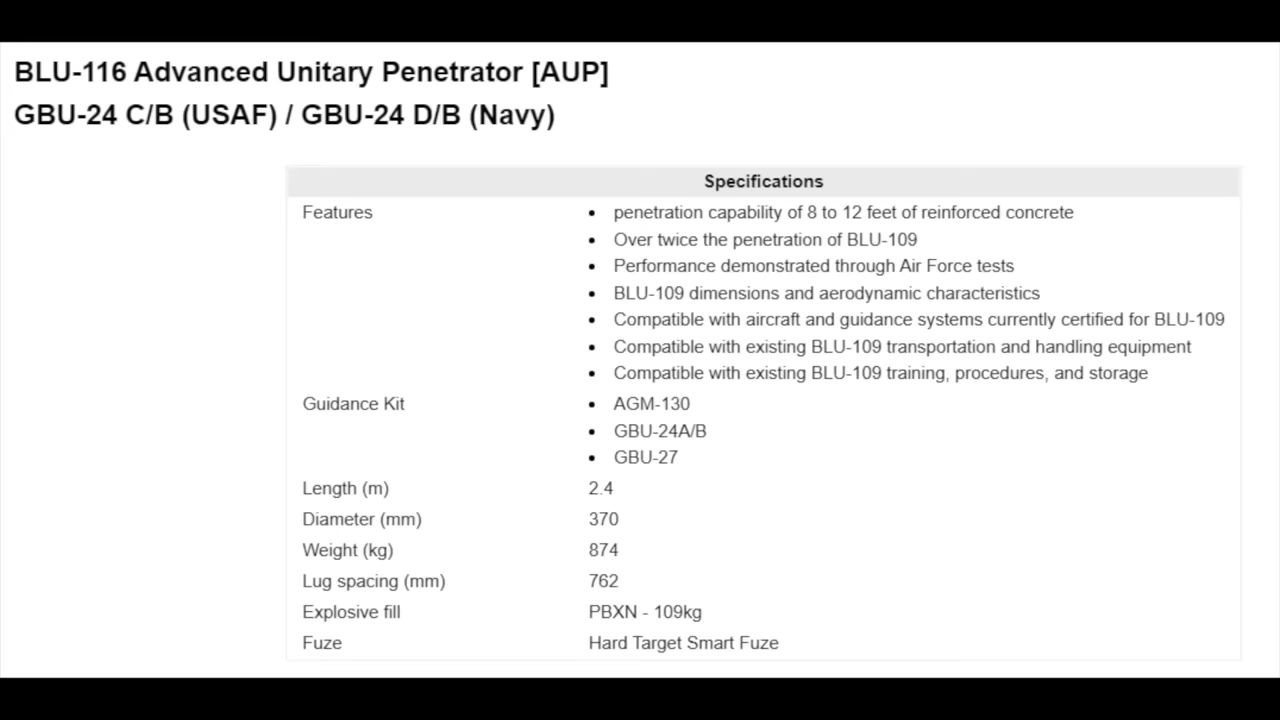 BLU-116 Advanced Unitary Penetrator [AUP]
GBU-24 C/B (USAF) / GBU-24 D/B (Navy)
Specifications
Features
• penetration capability of 8 to 12 feet of reinforced concrete
• Over twice the penetration of BLU-109
• Performance demonstrated through Air Force tests
• BLU-109 dimensions and aerodynamic characteristics
• Compatible with aircraft and guidance systems currently certified for BLU-109
• Compatible with existing BLU-109 transportation and handling equipment
• Compatible with existing BLU-109 training, procedures, and storage
Guidance Kit
• AGM-130
• GBU-24A/B
• GBU-27
Length (m) 2.4
Diameter (mm) 370
Weight (kg) 874
Lug spacing (mm) 762
Explosive fill PBXN - 109kg
Fuze Hard Target Smart Fuze